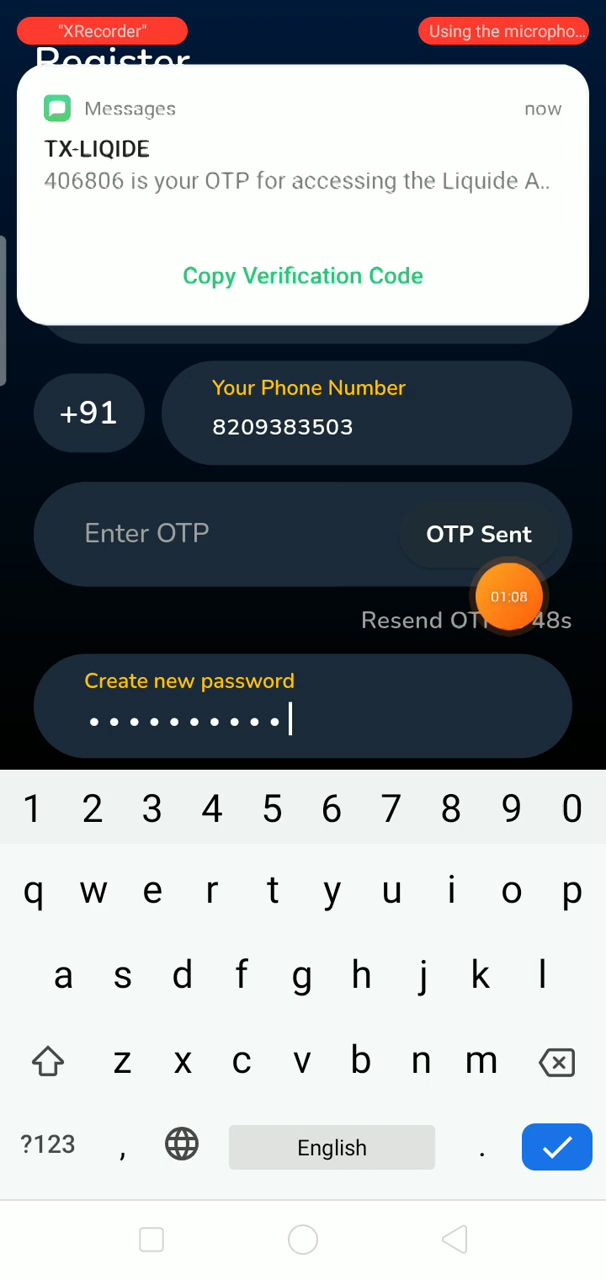 "XRecorder"
Using the micropho...
Register
Messages
now
TX-LIQIDE
406806 is your OTP for accessing the Liquide A..
Copy Verification Code
+91
Your Phone Number
8209383503
Enter OTP
OTP Sent
01:08
Resend OT 48s
Create new password
1 2 3 4 5 6 7 8 9 0
q w e r t y u i o p
a s d f g h j k l
z x c v b n m
?123 , English .